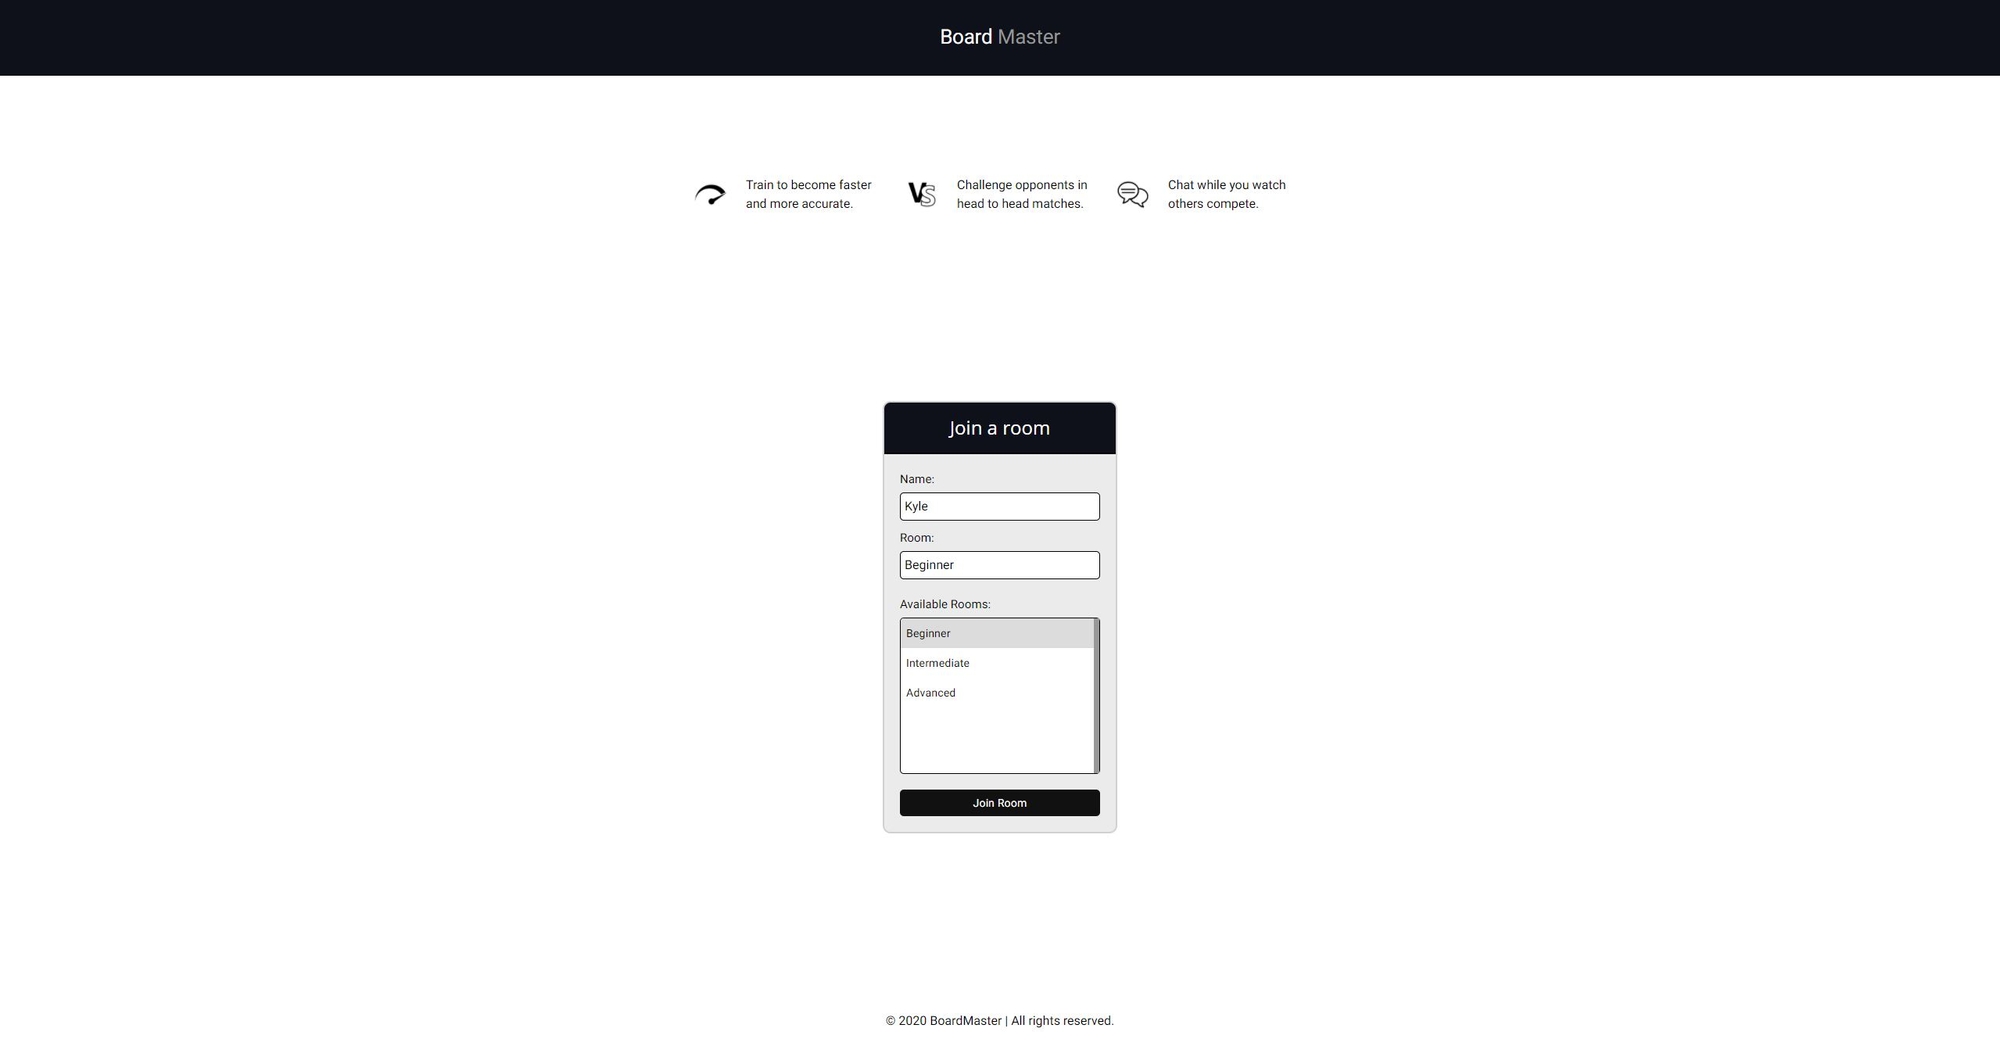 Board Master
Train to become faster
and more accurate.
VS
Challenge opponents in
head to head matches.
Chat while you watch
others compete.
Join a room
Name:
Kyle
Room:
Beginner
Available Rooms:
Beginner
Intermediate
Advanced
Join Room
© 2020 BoardMaster | All rights reserved.